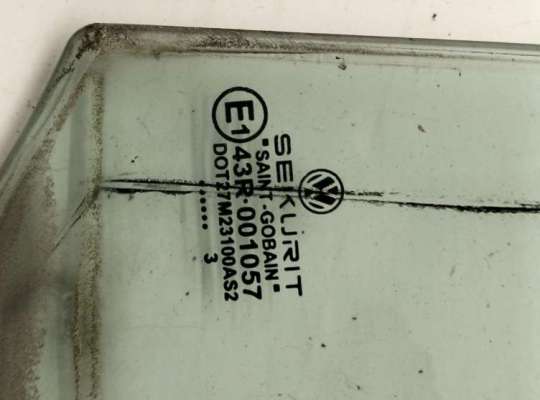 SEKURIT
"SAINT-GOBAIN"
E1 43R-001057
DOT27M23100AS2
......3